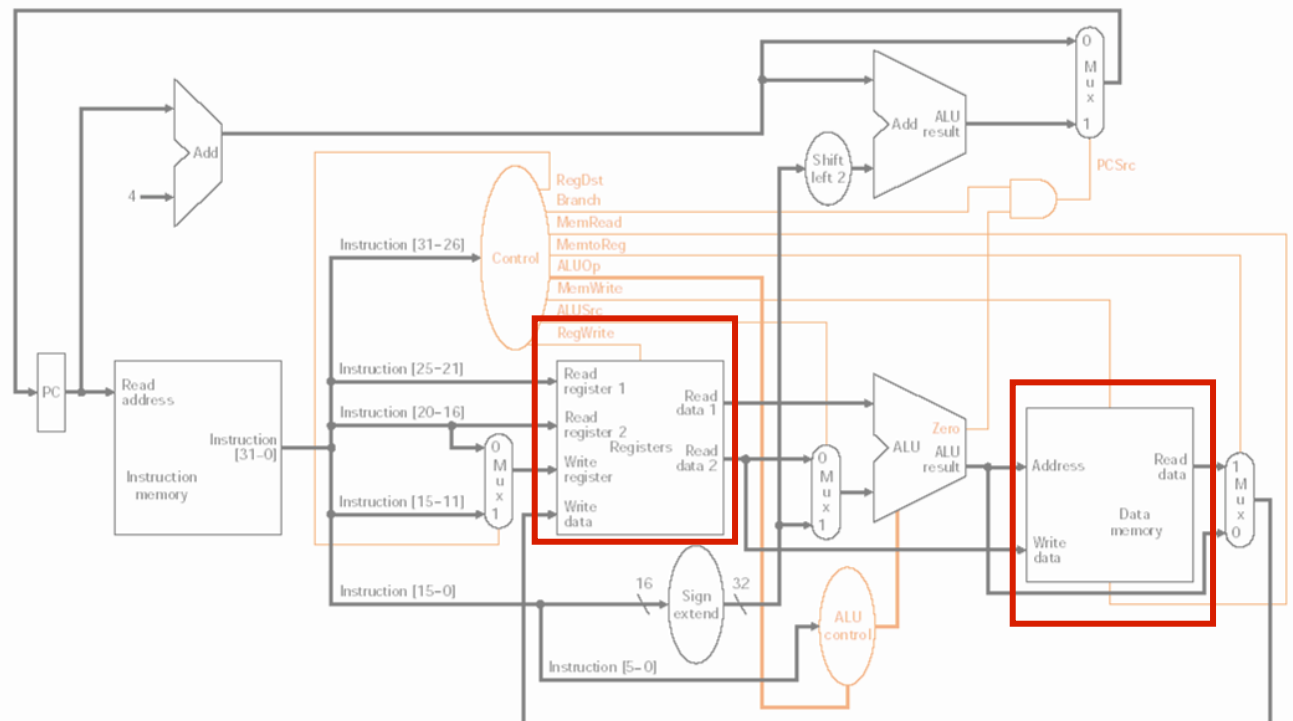 0
M
u
x
1
Add
ALU
result
Add
4
Shift
left 2
PCSrc
RegDst
Branch
MemRead
MemtoReg
ALUOp
MemWrite
ALUSrc
RegWrite
Control
Instruction [31–26]
Instruction [25–21]
Instruction [20–16]
Instruction [15–11]
Instruction [15–0]
Instruction [5–0]
PC
Read
address
Instruction
[31–0]
Instruction
memory
0
M
u
x
1
Read
register 1
Read
register 2
Write
register
Write
data
Registers
Read
data 1
Read
data 2
0
M
u
x
1
Zero
ALU
ALU
result
Address
Write
data
Read
data
Data
memory
1
M
u
x
0
16
Sign
extend
32
ALU
control